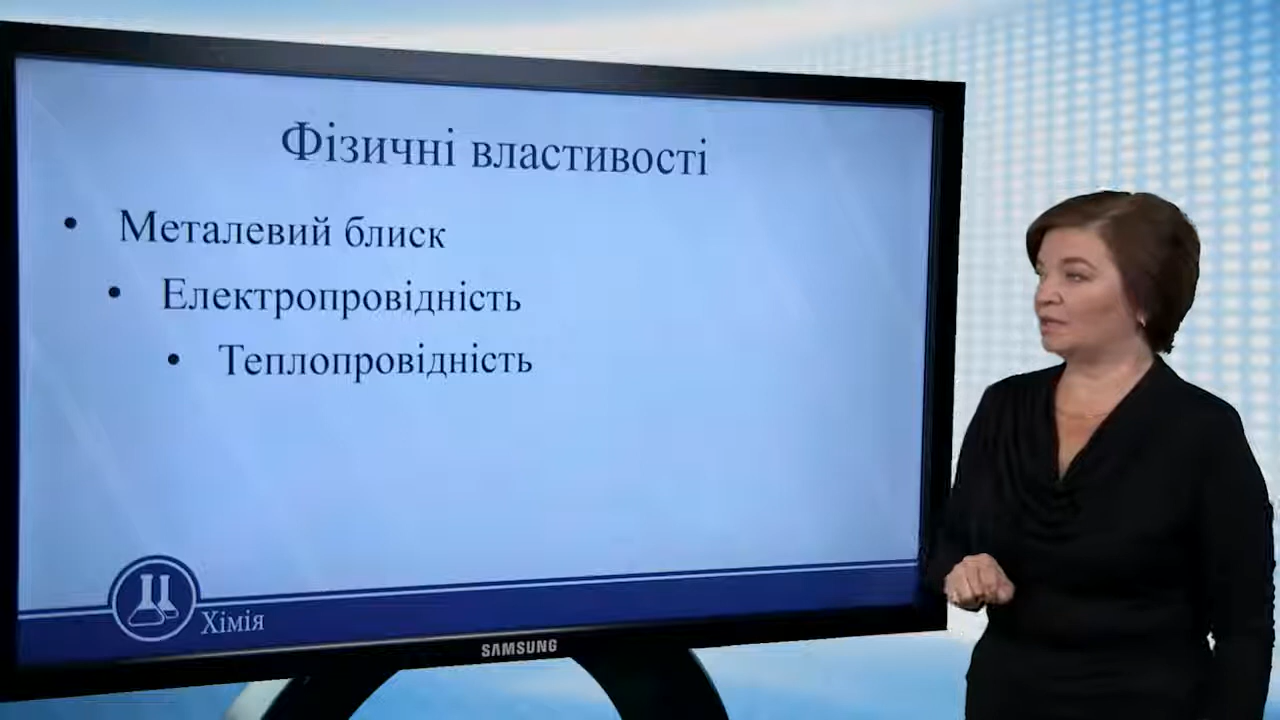 Фізичні властивості
• Металевий блиск
• Електропровідність
• Теплопровідність
Хімія
SAMSUNG